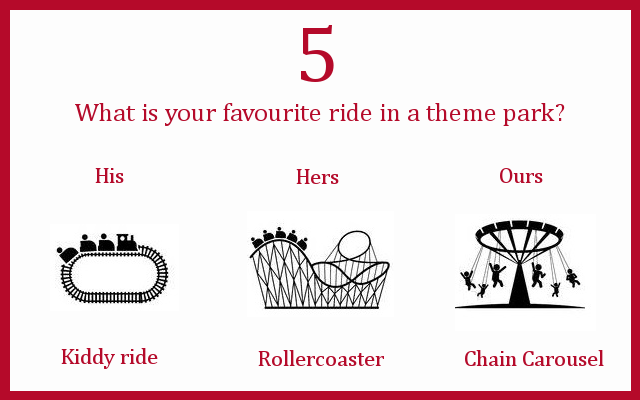 5
What is your favourite ride in a theme park?
His
Hers
Ours
Kiddy ride
Rollercoaster
Chain Carousel